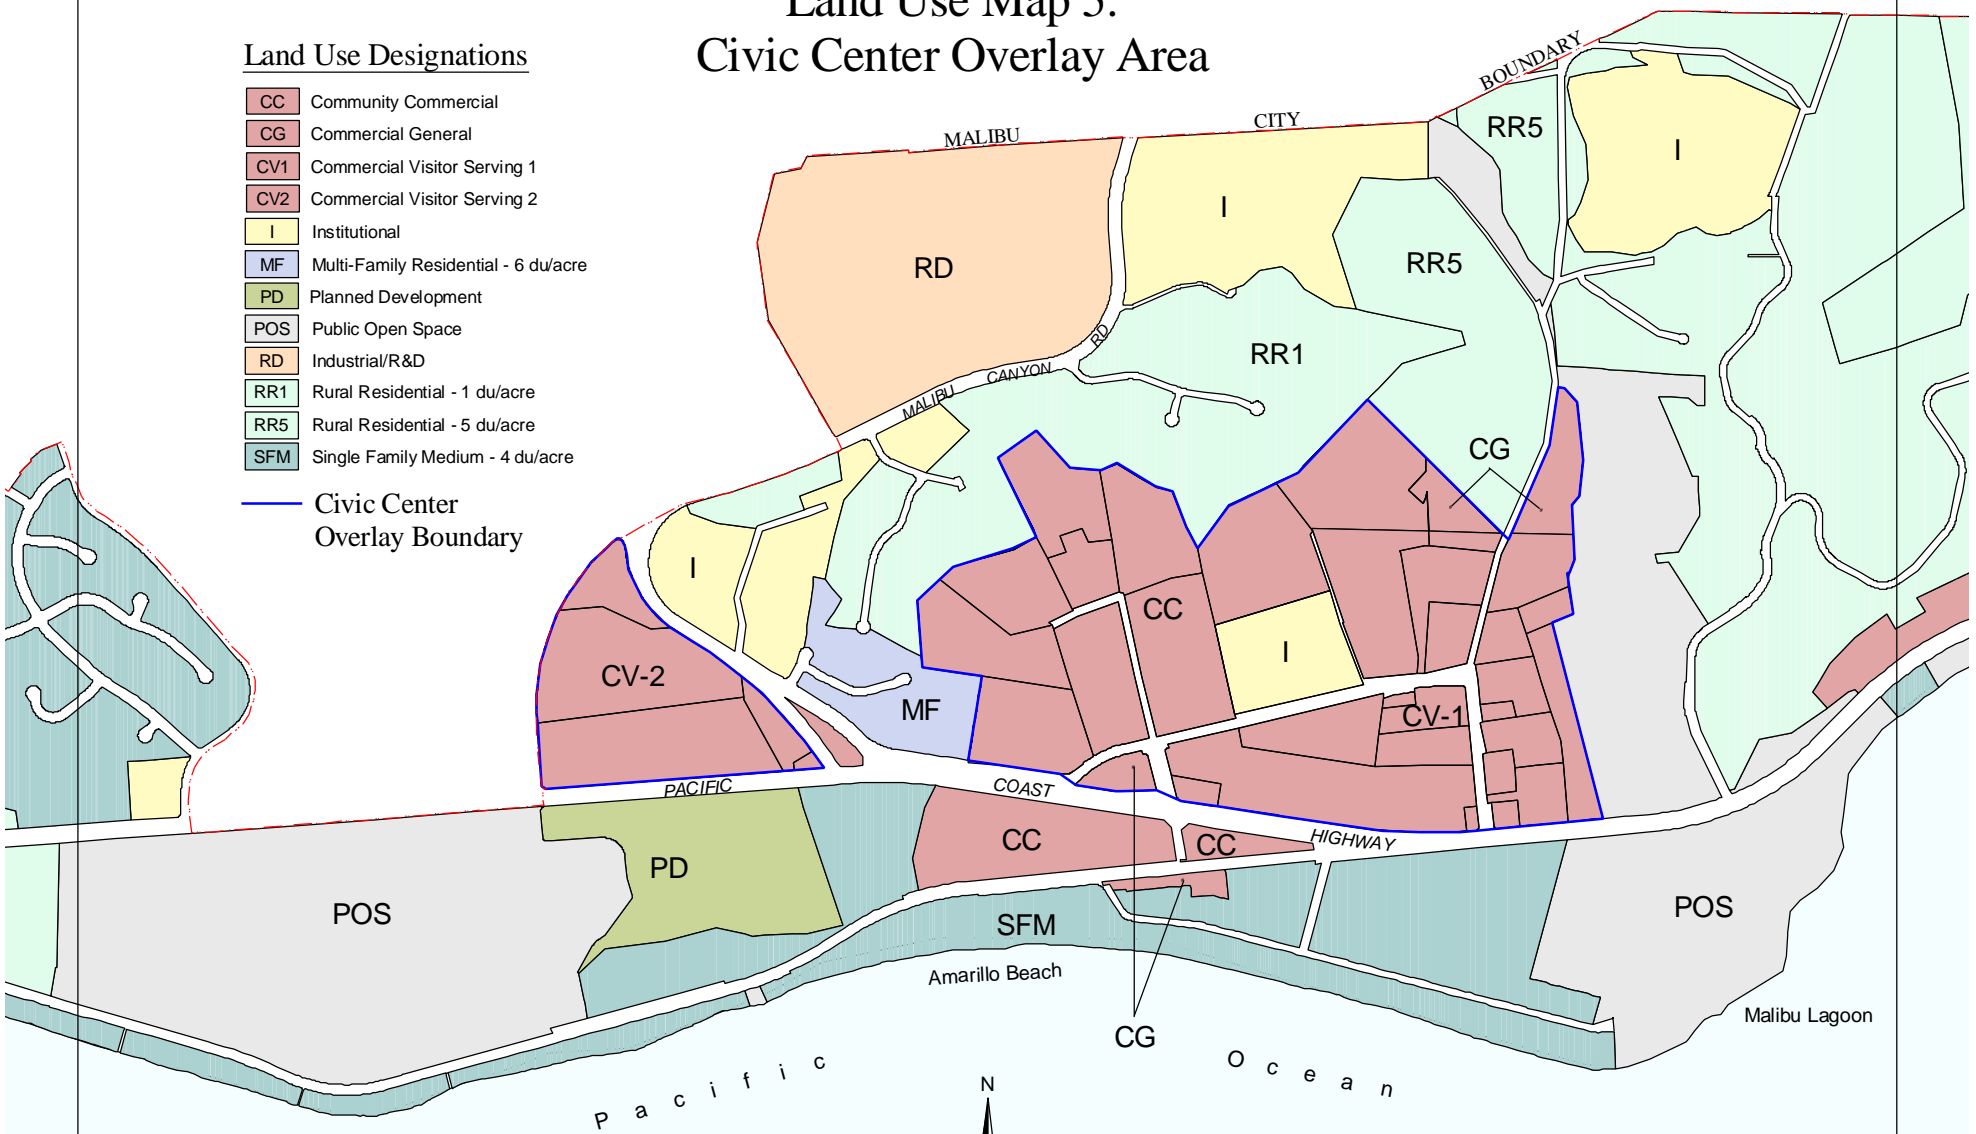 Land Use Map 5:
Civic Center Overlay Area
Land Use Designations
CC Community Commercial
CG Commercial General
CV1 Commercial Visitor Serving 1
CV2 Commercial Visitor Serving 2
I Institutional
MF Multi-Family Residential - 6 du/acre
PD Planned Development
POS Public Open Space
RD Industrial/R&D
RR1 Rural Residential - 1 du/acre
RR5 Rural Residential - 5 du/acre
SFM Single Family Medium - 4 du/acre
Civic Center
Overlay Boundary
MALIBU CITY BOUNDARY
RR5
I
I
RD
RR5
RR1
MALIBU CANYON RD
CG
I
CC
I
CV-2
MF
CV-1
PACIFIC COAST HIGHWAY
CC
CC
PD
POS
SFM
POS
Amarillo Beach
Malibu Lagoon
CG
Pacific Ocean
N